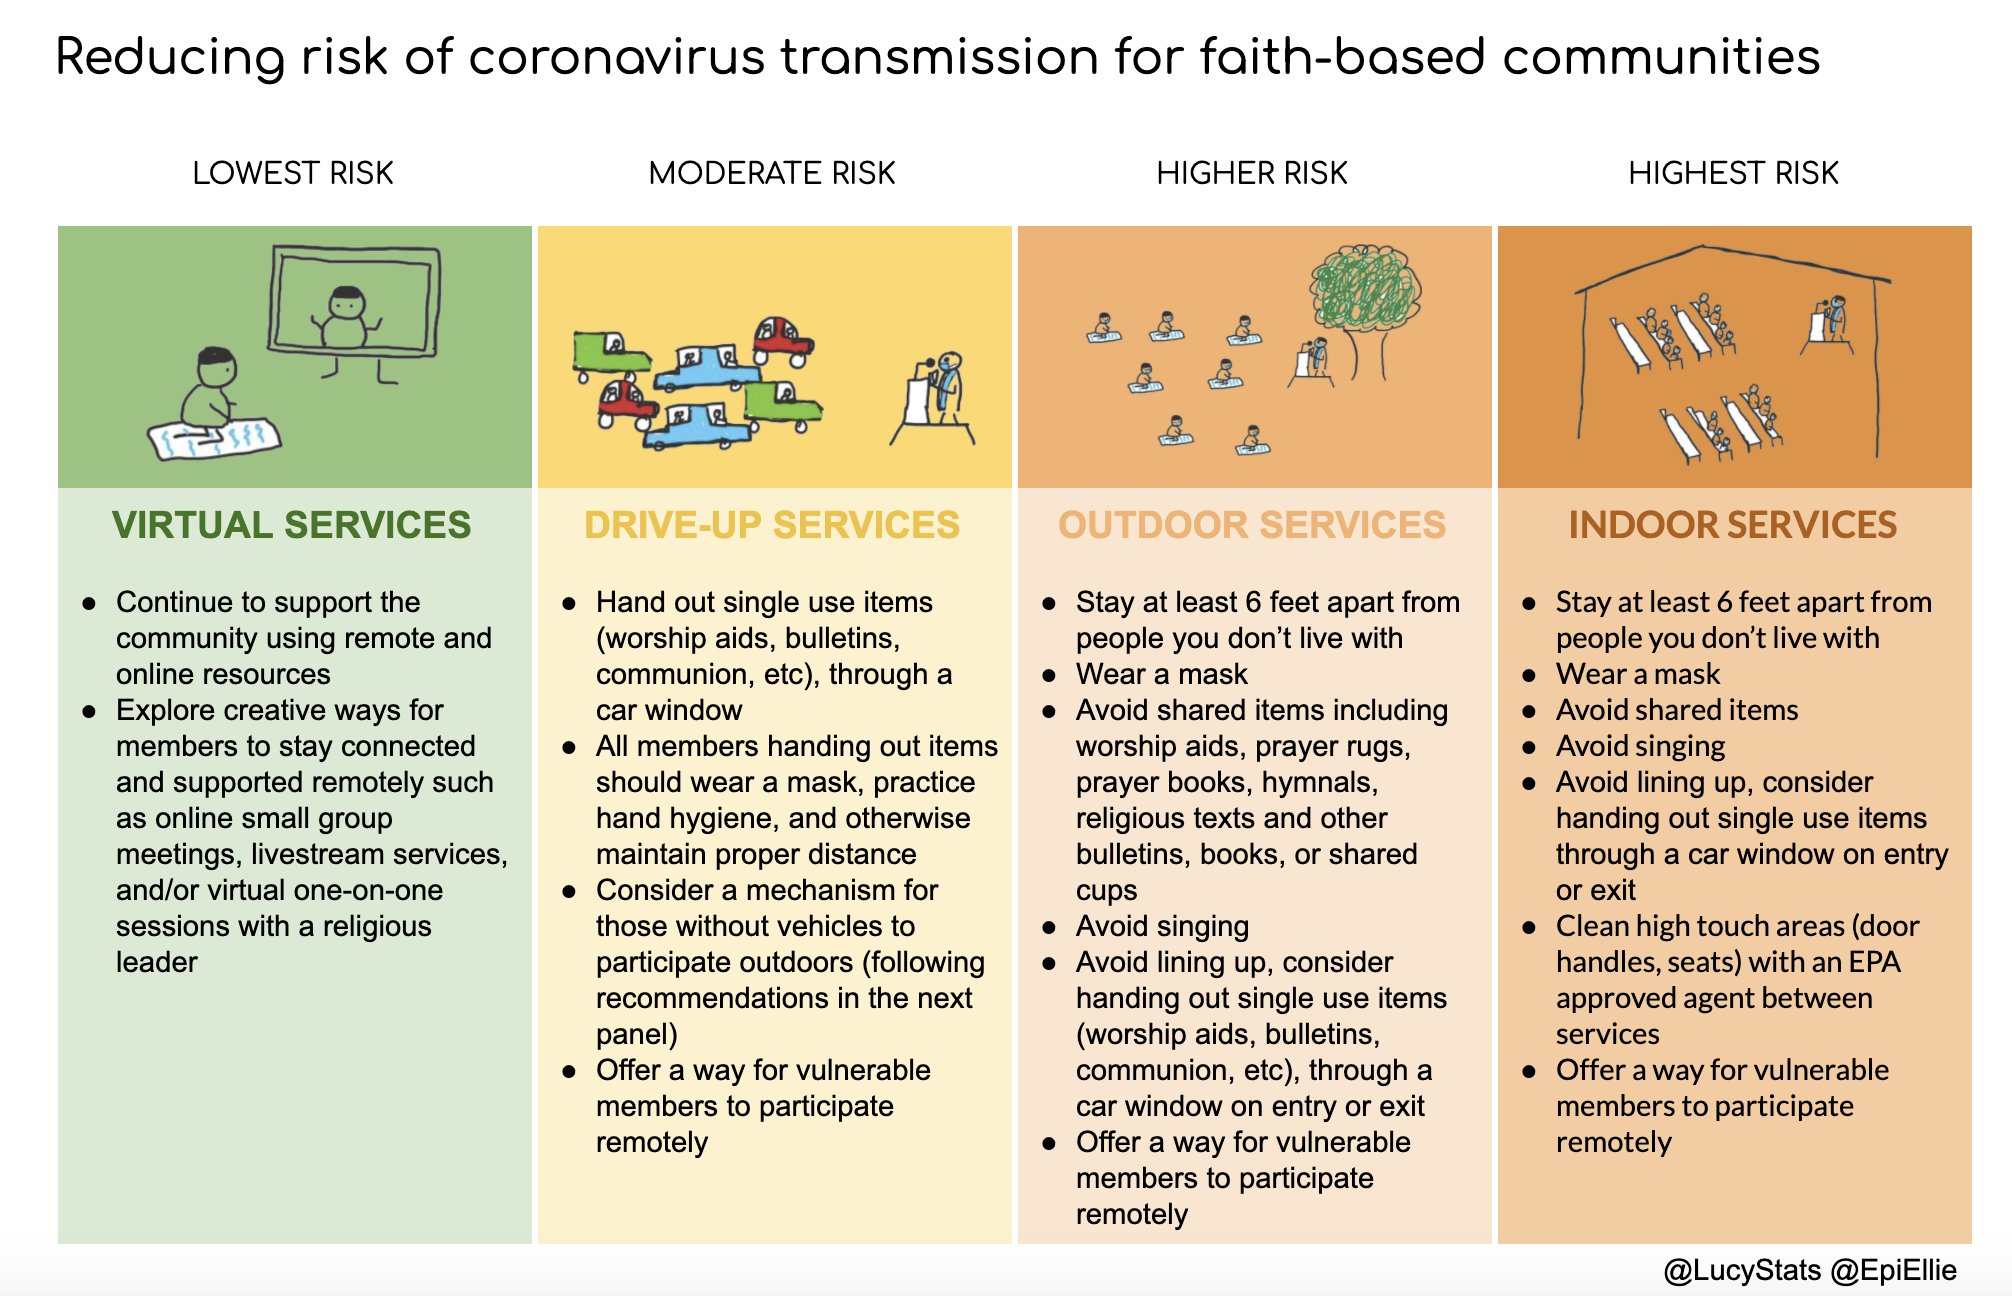 Reducing risk of coronavirus transmission for faith-based communities
LOWEST RISK
MODERATE RISK
HIGHER RISK
HIGHEST RISK
VIRTUAL SERVICES
● Continue to support the
community using remote and
online resources
● Explore creative ways for
members to stay connected
and supported remotely such
as online small group
meetings, livestream services,
and/or virtual one-on-one
sessions with a religious
leader
DRIVE-UP SERVICES
● Hand out single use items
(worship aids, bulletins,
communion, etc), through a
car window
● All members handing out items
should wear a mask, practice
hand hygiene, and otherwise
maintain proper distance
● Consider a mechanism for
those without vehicles to
participate outdoors (following
recommendations in the next
panel)
● Offer a way for vulnerable
members to participate
remotely
OUTDOOR SERVICES
● Stay at least 6 feet apart from
people you don’t live with
● Wear a mask
● Avoid shared items including
worship aids, prayer rugs,
prayer books, hymnals,
religious texts and other
bulletins, books, or shared
cups
● Avoid singing
● Avoid lining up, consider
handing out single use items
(worship aids, bulletins,
communion, etc), through a
car window on entry or exit
● Offer a way for vulnerable
members to participate
remotely
INDOOR SERVICES
● Stay at least 6 feet apart from
people you don’t live with
● Wear a mask
● Avoid shared items
● Avoid singing
● Avoid lining up, consider
handing out single use items
through a car window on entry
or exit
● Clean high touch areas (door
handles, seats) with an EPA
approved agent between
services
● Offer a way for vulnerable
members to participate
remotely
@LucyStats @EpiEllie